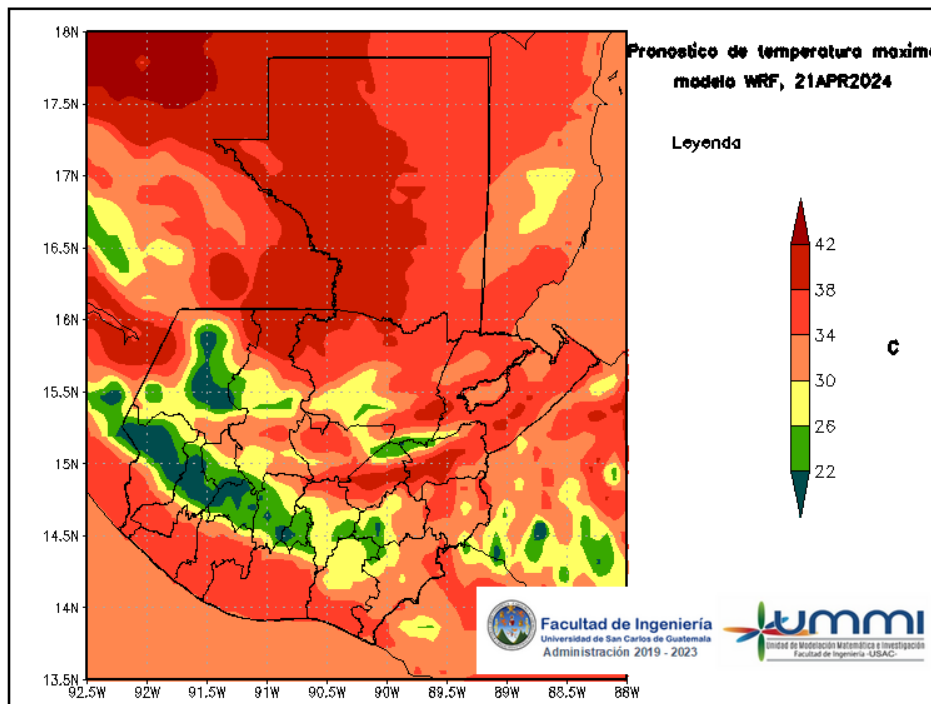 Pronostico de temperatura maxima
modelo WRF, 21APR2024
Leyenda
18N
17.5N
17N
16.5N
16N
15.5N
15N
14.5N
14N
13.5N
92.5W
92W
91.5W
91W
90.5W
90W
89.5W
89W
88.5W
88W
42
38
34
30
26
22
C
Facultad de Ingeniería
Universidad de San Carlos de Guatemala
Administración 2019 - 2023
UMMI
Unidad de Modelación Matemática e Investigación
Facultad de Ingeniería -USAC-